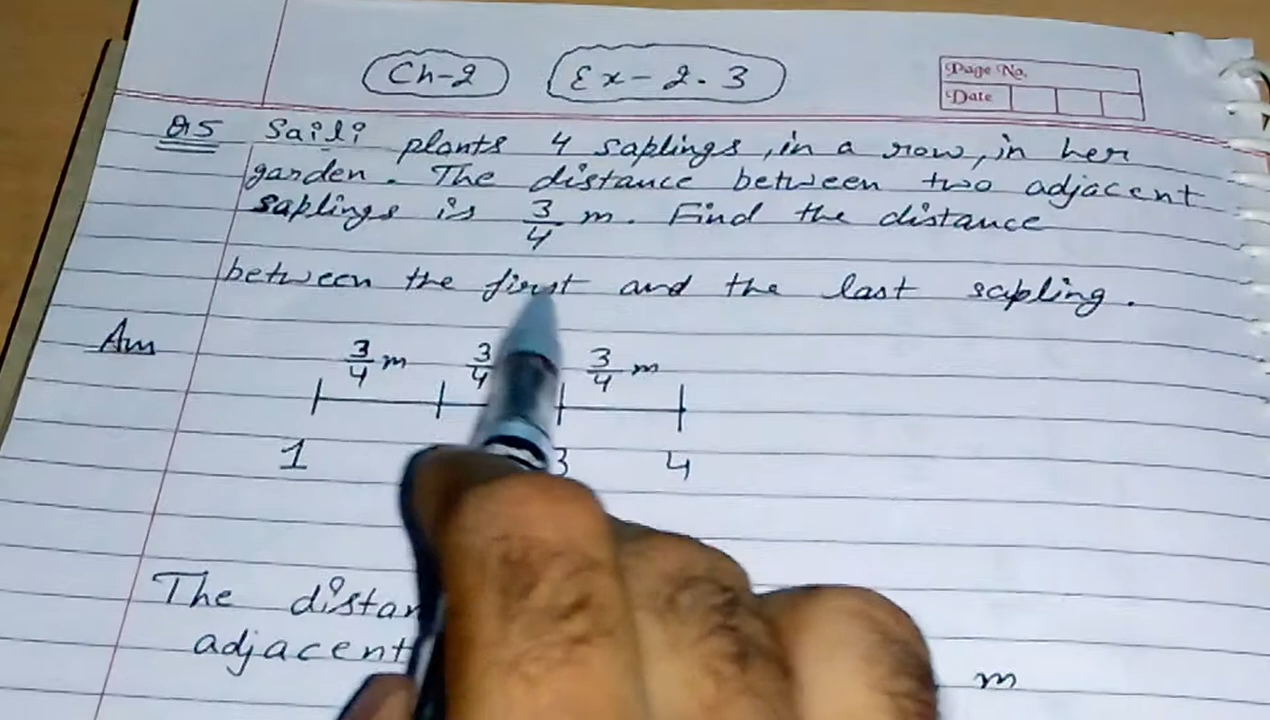 Ch-2 Ex-2.3
Page No.
Date
Q5 Saili plants 4 saplings, in a row, in her
garden. The distance between two adjacent
saplings is 3/4 m. Find the distance
between the first and the last sapling.
Ans
3/4 m 3/4 3/4 m
1 3 4
The
adjacent
m